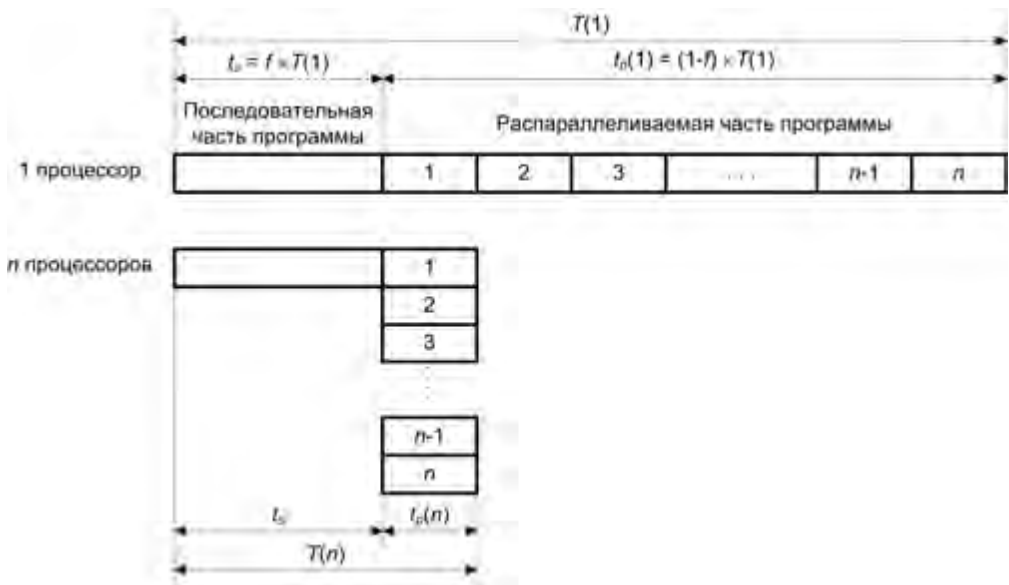 T(1)
tₛ = f × T(1)
tₚ(1) = (1-f) × T(1)
Последовательная
часть программы
Распараллеливаемая часть программы
1 процессор
1 2 3 . . . n-1 n
n процессоров
1
2
3
n-1
n
tₛ
tₚ(n)
T(n)